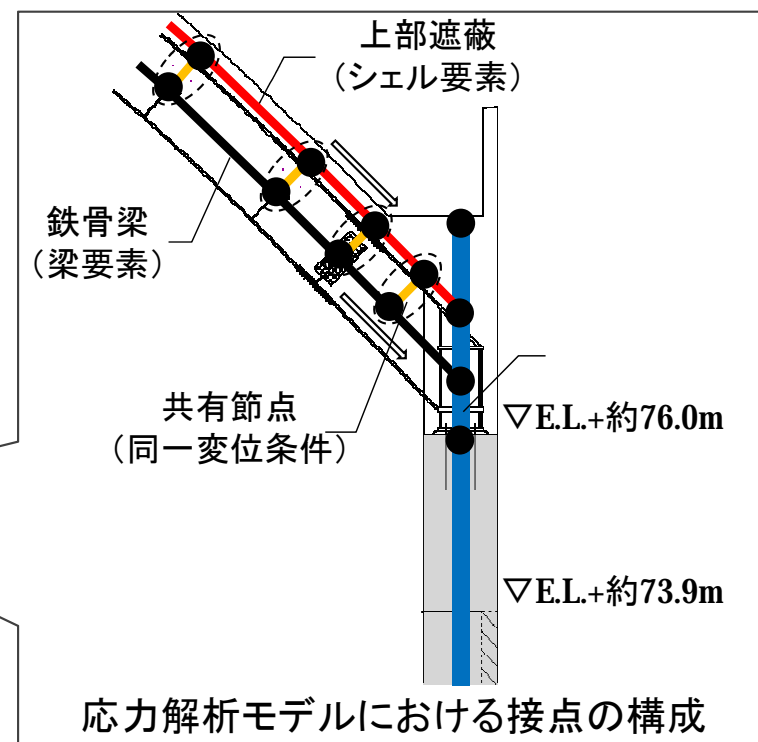 上部遮蔽
（シェル要素）
鉄骨梁
（梁要素）
共有節点
（同一変位条件）
▽E.L.+約76.0m
▽E.L.+約73.9m
応力解析モデルにおける接点の構成